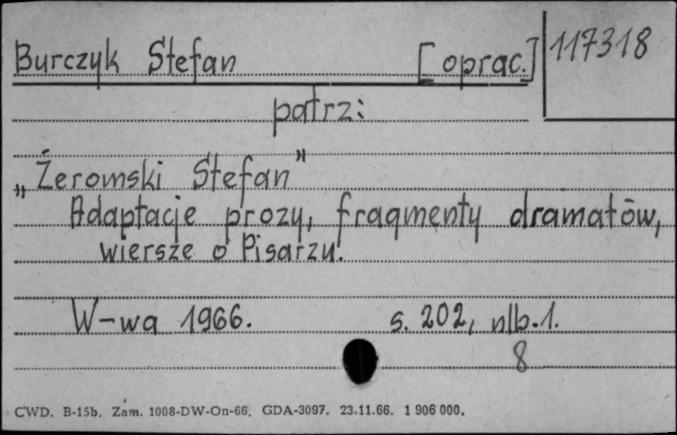 Burczyk Stefan [oprac.] 117318
patrz:
„Żeromski Stefan”
Adaptacje prozy, fragmenty dramatów,
wiersze o Pisarzu.
W-wa 1966. s. 202, nlb.1.
8
CWD. B-15b. Zam. 1008-DW-On-66. GDA-3097. 23.11.66. 1 906 000.